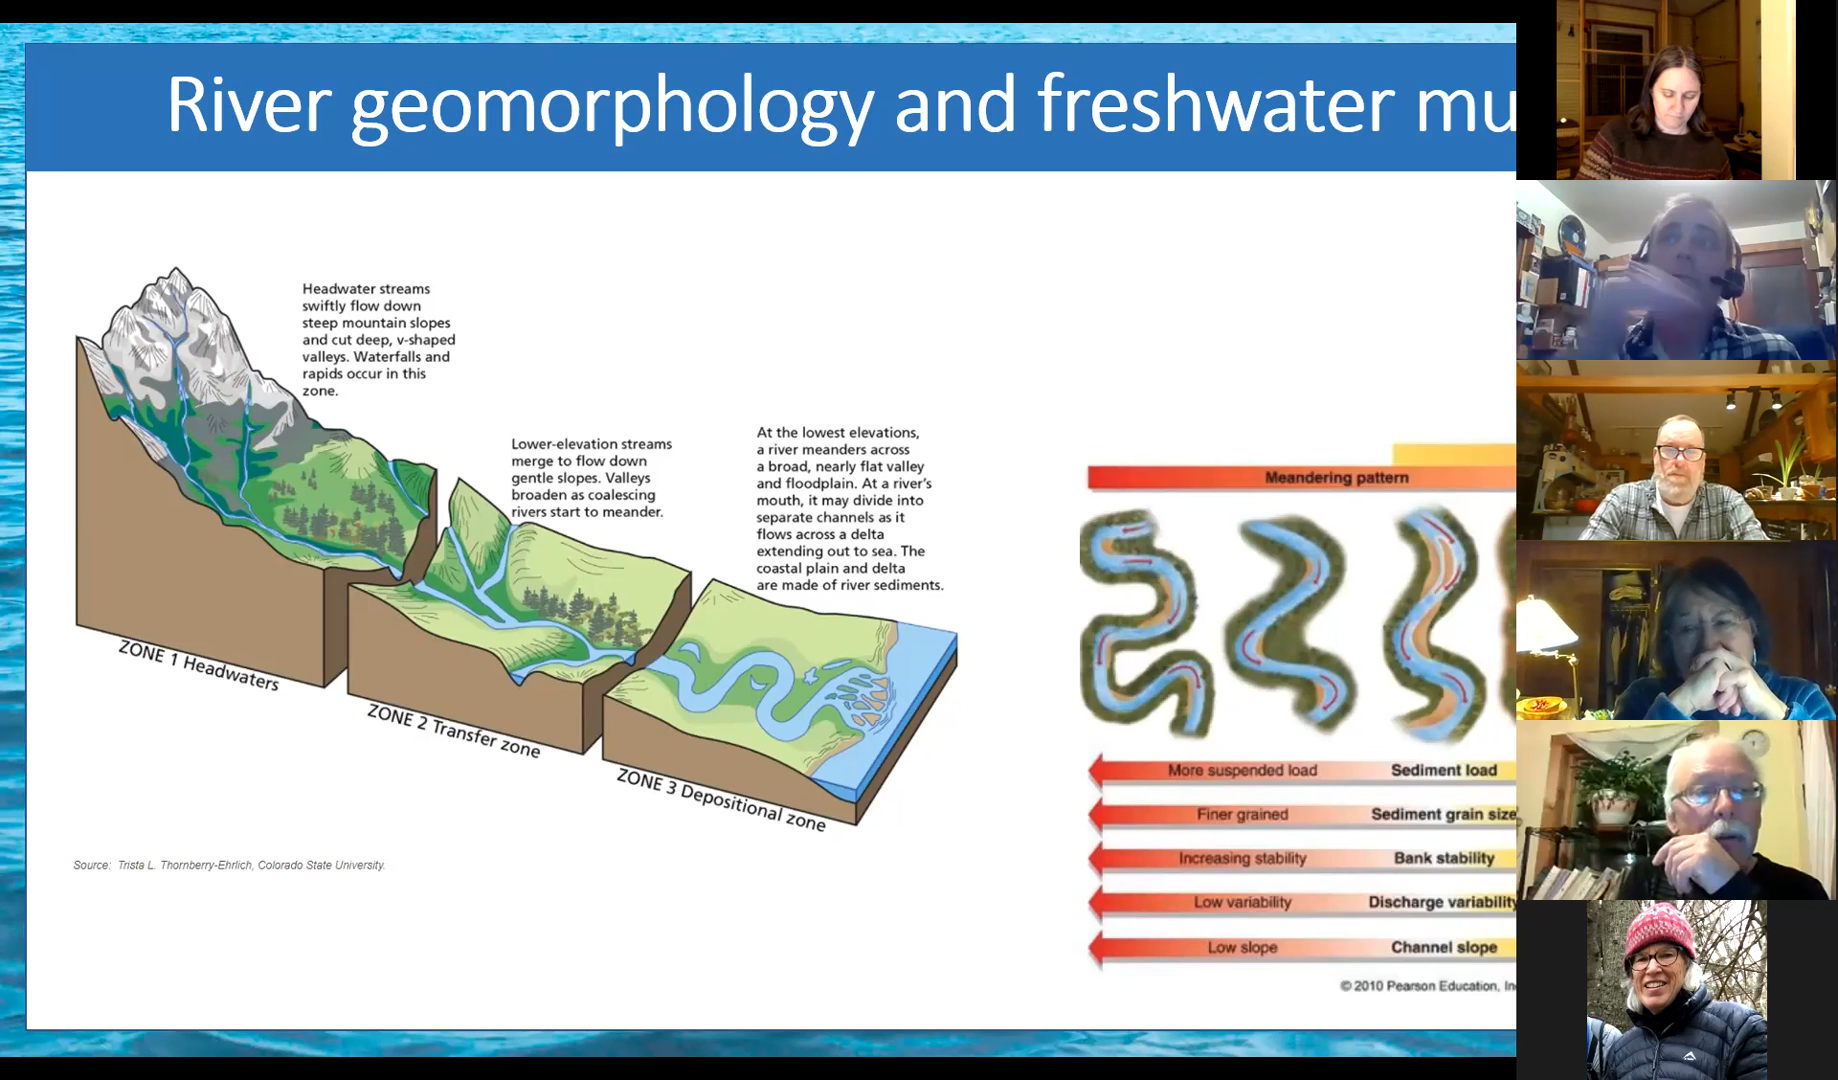 River geomorphology and freshwater mu
Headwater streams
swiftly flow down
steep mountain slopes
and cut deep, v-shaped
valleys. Waterfalls and
rapids occur in this
zone.
Lower-elevation streams
merge to flow down
gentle slopes. Valleys
broaden as coalescing
rivers start to meander.
At the lowest elevations,
a river meanders across
a broad, nearly flat valley
and floodplain. At a river's
mouth, it may divide into
separate channels as it
flows across a delta
extending out to sea. The
coastal plain and delta
are made of river sediments.
ZONE 1 Headwaters
ZONE 2 Transfer zone
ZONE 3 Depositional zone
Source: Trista L. Thornberry-Ehrlich, Colorado State University.
Meandering pattern
More suspended load Sediment load
Finer grained Sediment grain size
Increasing stability Bank stability
Low variability Discharge variability
Low slope Channel slope
© 2010 Pearson Education, In